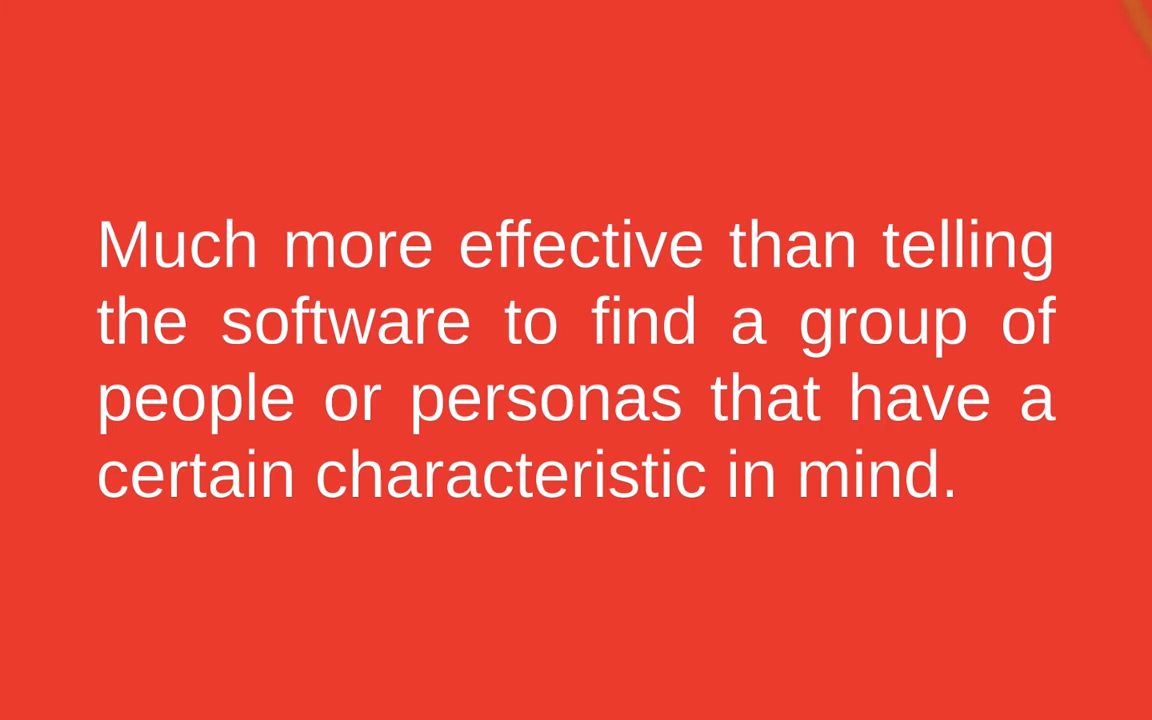 Much more effective than telling
the software to find a group of
people or personas that have a
certain characteristic in mind.